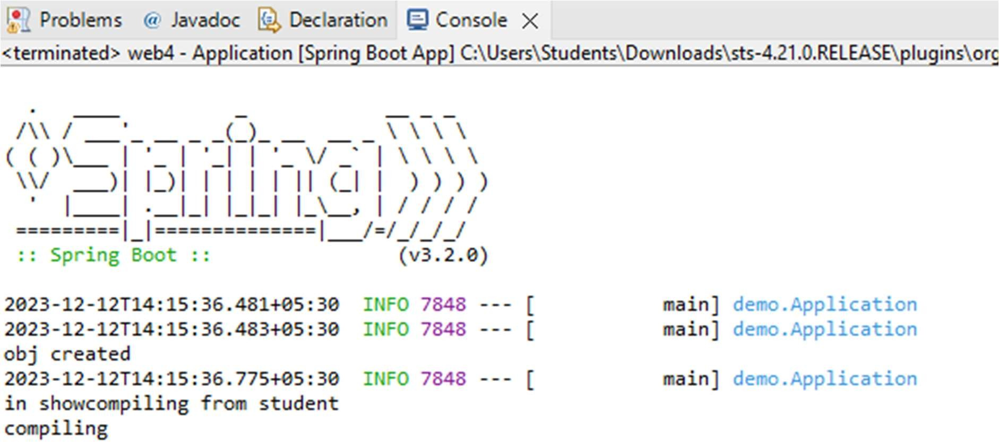 Problems @ Javadoc Declaration Console
<terminated> web4 - Application [Spring Boot App] C:\Users\Students\Downloads\sts-4.21.0.RELEASE\plugins\org
  .   ____          _            __ _ _
 /\\ / ___'_ __ _ _(_)_ __  __ _ \ \ \ \
( ( )\___ | '_ | '_| | '_ \/ _` | \ \ \ \
 \\/  ___)| |_)| | | | | || (_| |  ) ) ) )
  '  |____| .__|_| |_|_| |_\__, | / / / /
 =========|_|==============|___/=/_/_/_/
 :: Spring Boot ::                (v3.2.0)
2023-12-12T14:15:36.481+05:30  INFO 7848 --- [           main] demo.Application
2023-12-12T14:15:36.483+05:30  INFO 7848 --- [           main] demo.Application
obj created
2023-12-12T14:15:36.775+05:30  INFO 7848 --- [           main] demo.Application
in showcompiling from student
compiling